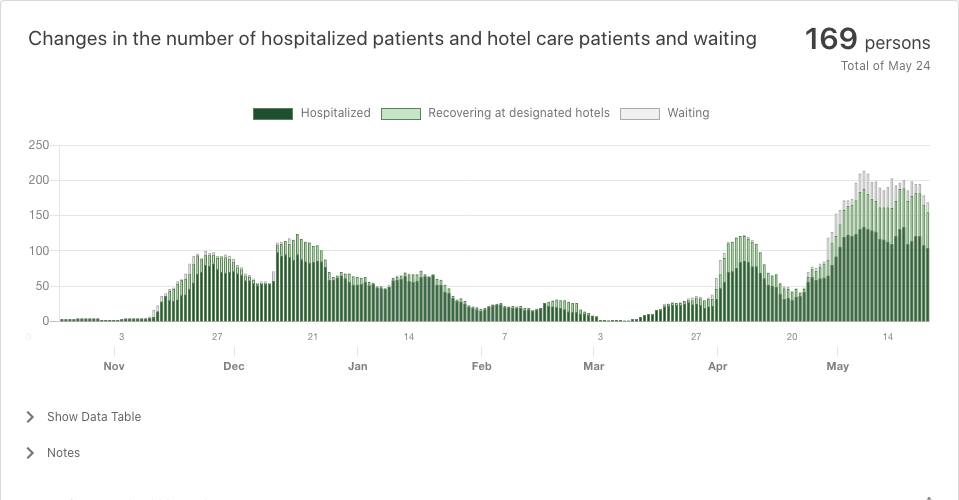 Changes in the number of hospitalized patients and hotel care patients and waiting
169 persons
Total of May 24
Hospitalized Recovering at designated hotels Waiting
250
200
150
100
50
0
3 27 21 14 7 3 27 20 14
Nov Dec Jan Feb Mar Apr May
Show Data Table
Notes